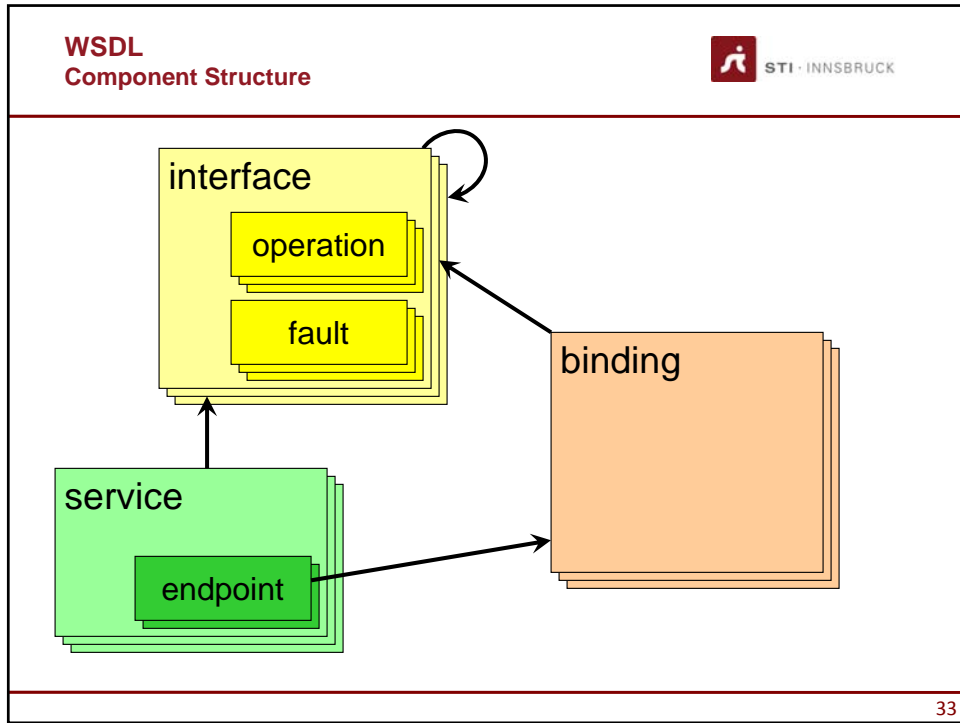 WSDL
Component Structure
STI · INNSBRUCK
interface
operation
fault
binding
service
endpoint
33